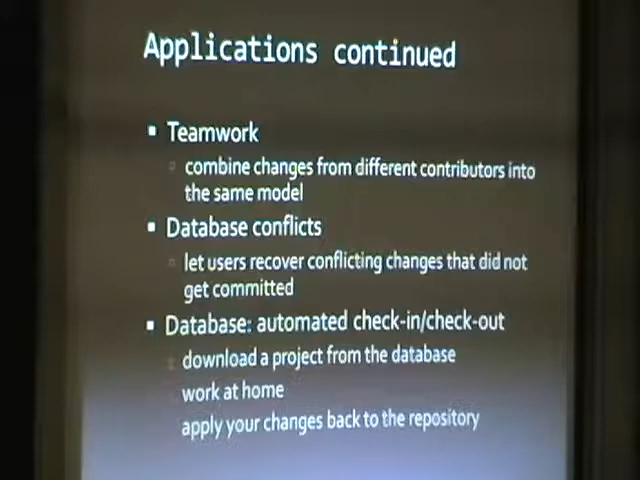 Applications continued
▪ Teamwork
▫ combine changes from different contributors into
the same model
▪ Database conflicts
▫ let users recover conflicting changes that did not
get committed
▪ Database: automated check-in/check-out
▫ download a project from the database
work at home
apply your changes back to the repository